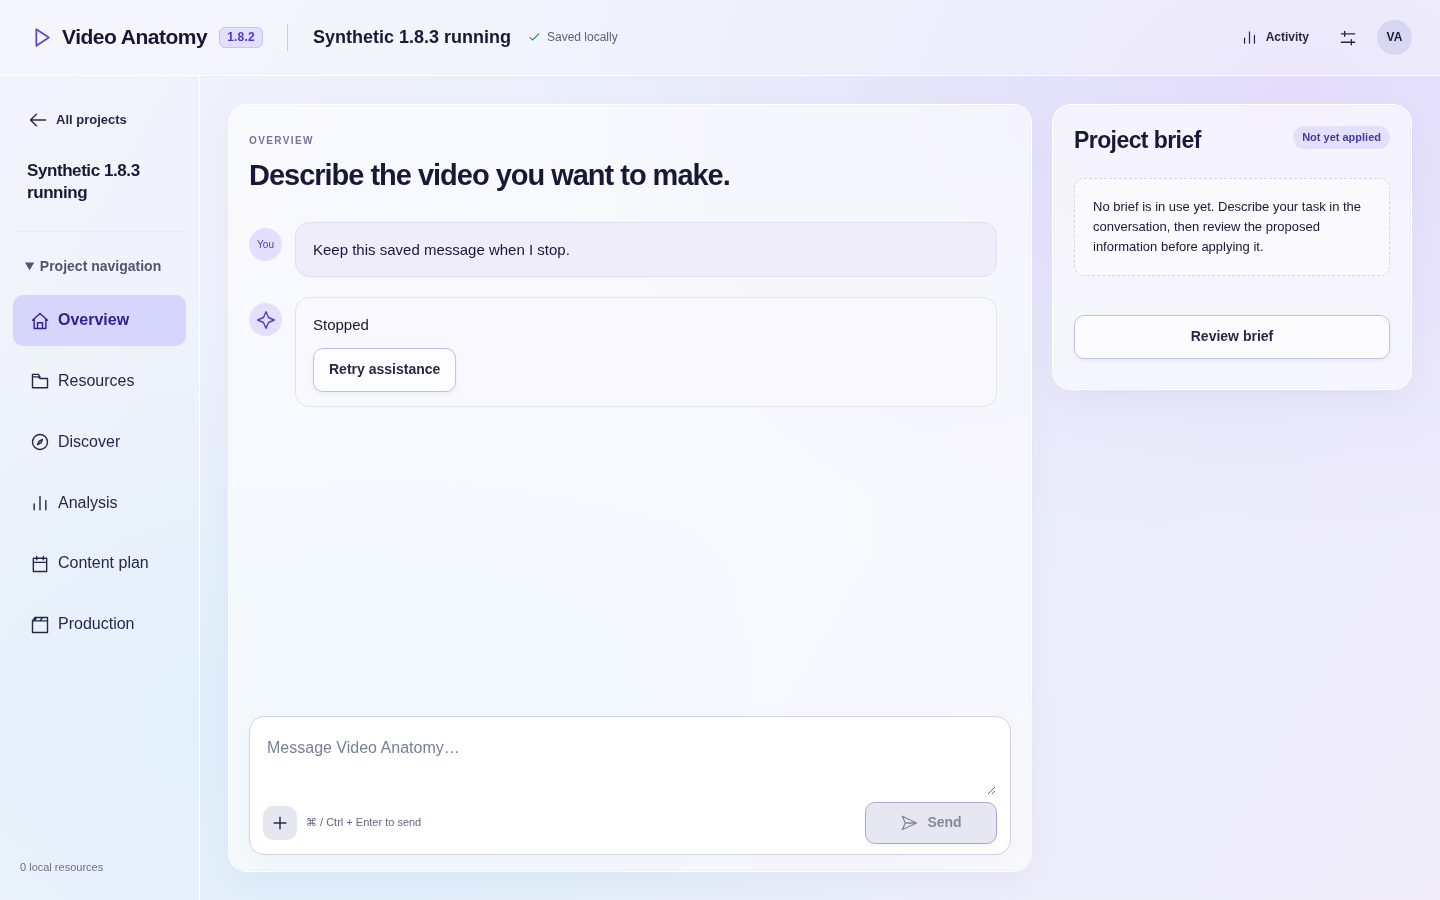 Video Anatomy 1.8.2 Synthetic 1.8.3 running Saved locally Activity VA
All projects
Synthetic 1.8.3
running
Project navigation
Overview
Resources
Discover
Analysis
Content plan
Production
0 local resources
OVERVIEW
Describe the video you want to make.
You
Keep this saved message when I stop.
Stopped
Retry assistance
Message Video Anatomy…
⌘ / Ctrl + Enter to send
Send
Project brief
Not yet applied
No brief is in use yet. Describe your task in the
conversation, then review the proposed
information before applying it.
Review brief